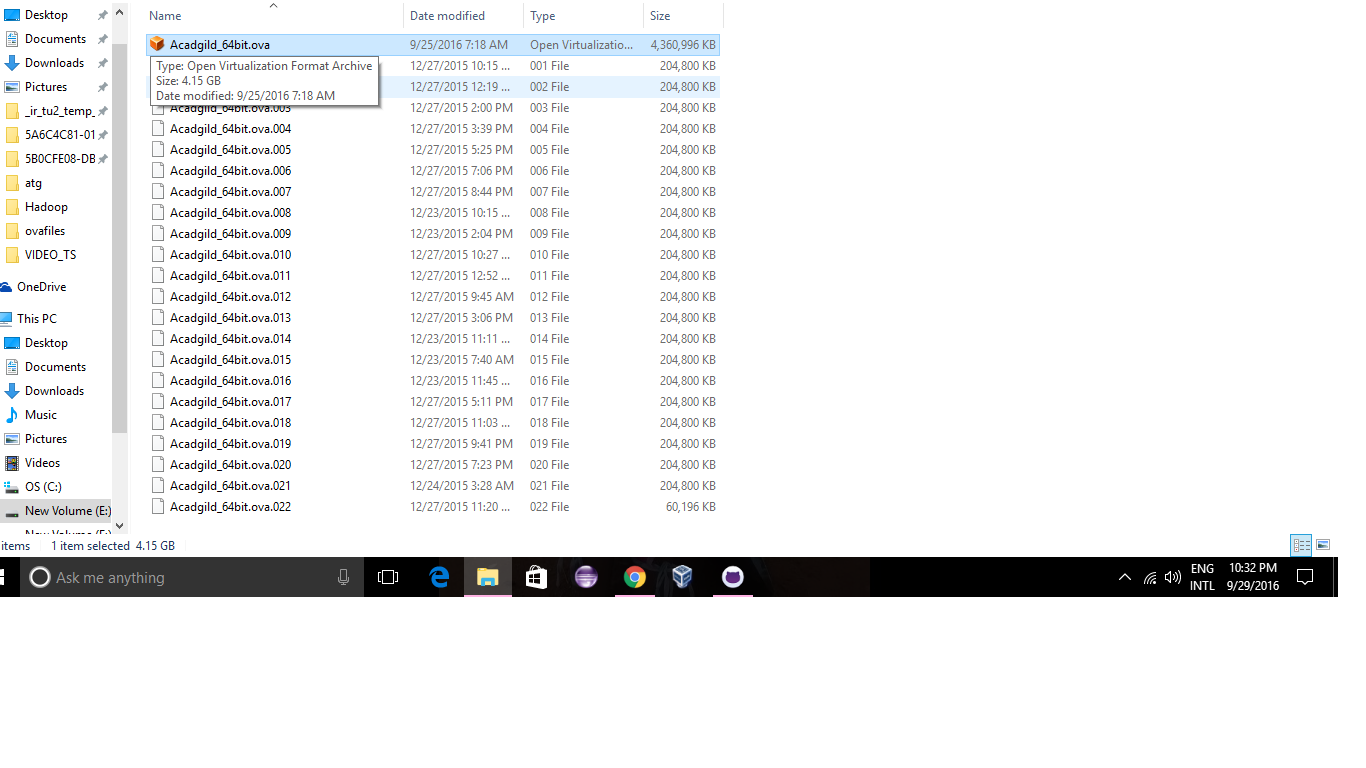 Name Date modified Type Size
Desktop
Documents
Downloads
Pictures
_ir_tu2_temp_
5A6C4C81-01
5B0CFE08-DB
atg
Hadoop
ovafiles
VIDEO_TS
OneDrive
This PC
Desktop
Documents
Downloads
Music
Pictures
Videos
OS (C:)
New Volume (E:)
Acadgild_64bit.ova 9/25/2016 7:18 AM Open Virtualizatio... 4,360,996 KB
Type: Open Virtualization Format Archive
Size: 4.15 GB
Date modified: 9/25/2016 7:18 AM
12/27/2015 10:15 ... 001 File 204,800 KB
12/27/2015 12:19 ... 002 File 204,800 KB
Acadgild_64bit.ova.003 12/27/2015 2:00 PM 003 File 204,800 KB
Acadgild_64bit.ova.004 12/27/2015 3:39 PM 004 File 204,800 KB
Acadgild_64bit.ova.005 12/27/2015 5:25 PM 005 File 204,800 KB
Acadgild_64bit.ova.006 12/27/2015 7:06 PM 006 File 204,800 KB
Acadgild_64bit.ova.007 12/27/2015 8:44 PM 007 File 204,800 KB
Acadgild_64bit.ova.008 12/23/2015 10:15 ... 008 File 204,800 KB
Acadgild_64bit.ova.009 12/23/2015 2:04 PM 009 File 204,800 KB
Acadgild_64bit.ova.010 12/27/2015 10:27 ... 010 File 204,800 KB
Acadgild_64bit.ova.011 12/27/2015 12:52 ... 011 File 204,800 KB
Acadgild_64bit.ova.012 12/27/2015 9:45 AM 012 File 204,800 KB
Acadgild_64bit.ova.013 12/27/2015 3:06 PM 013 File 204,800 KB
Acadgild_64bit.ova.014 12/23/2015 11:11 ... 014 File 204,800 KB
Acadgild_64bit.ova.015 12/23/2015 7:40 AM 015 File 204,800 KB
Acadgild_64bit.ova.016 12/23/2015 11:45 ... 016 File 204,800 KB
Acadgild_64bit.ova.017 12/27/2015 5:11 PM 017 File 204,800 KB
Acadgild_64bit.ova.018 12/27/2015 11:03 ... 018 File 204,800 KB
Acadgild_64bit.ova.019 12/27/2015 9:41 PM 019 File 204,800 KB
Acadgild_64bit.ova.020 12/27/2015 7:23 PM 020 File 204,800 KB
Acadgild_64bit.ova.021 12/24/2015 3:28 AM 021 File 204,800 KB
Acadgild_64bit.ova.022 12/27/2015 11:20 ... 022 File 60,196 KB
items 1 item selected 4.15 GB
Ask me anything
ENG 10:32 PM
INTL 9/29/2016